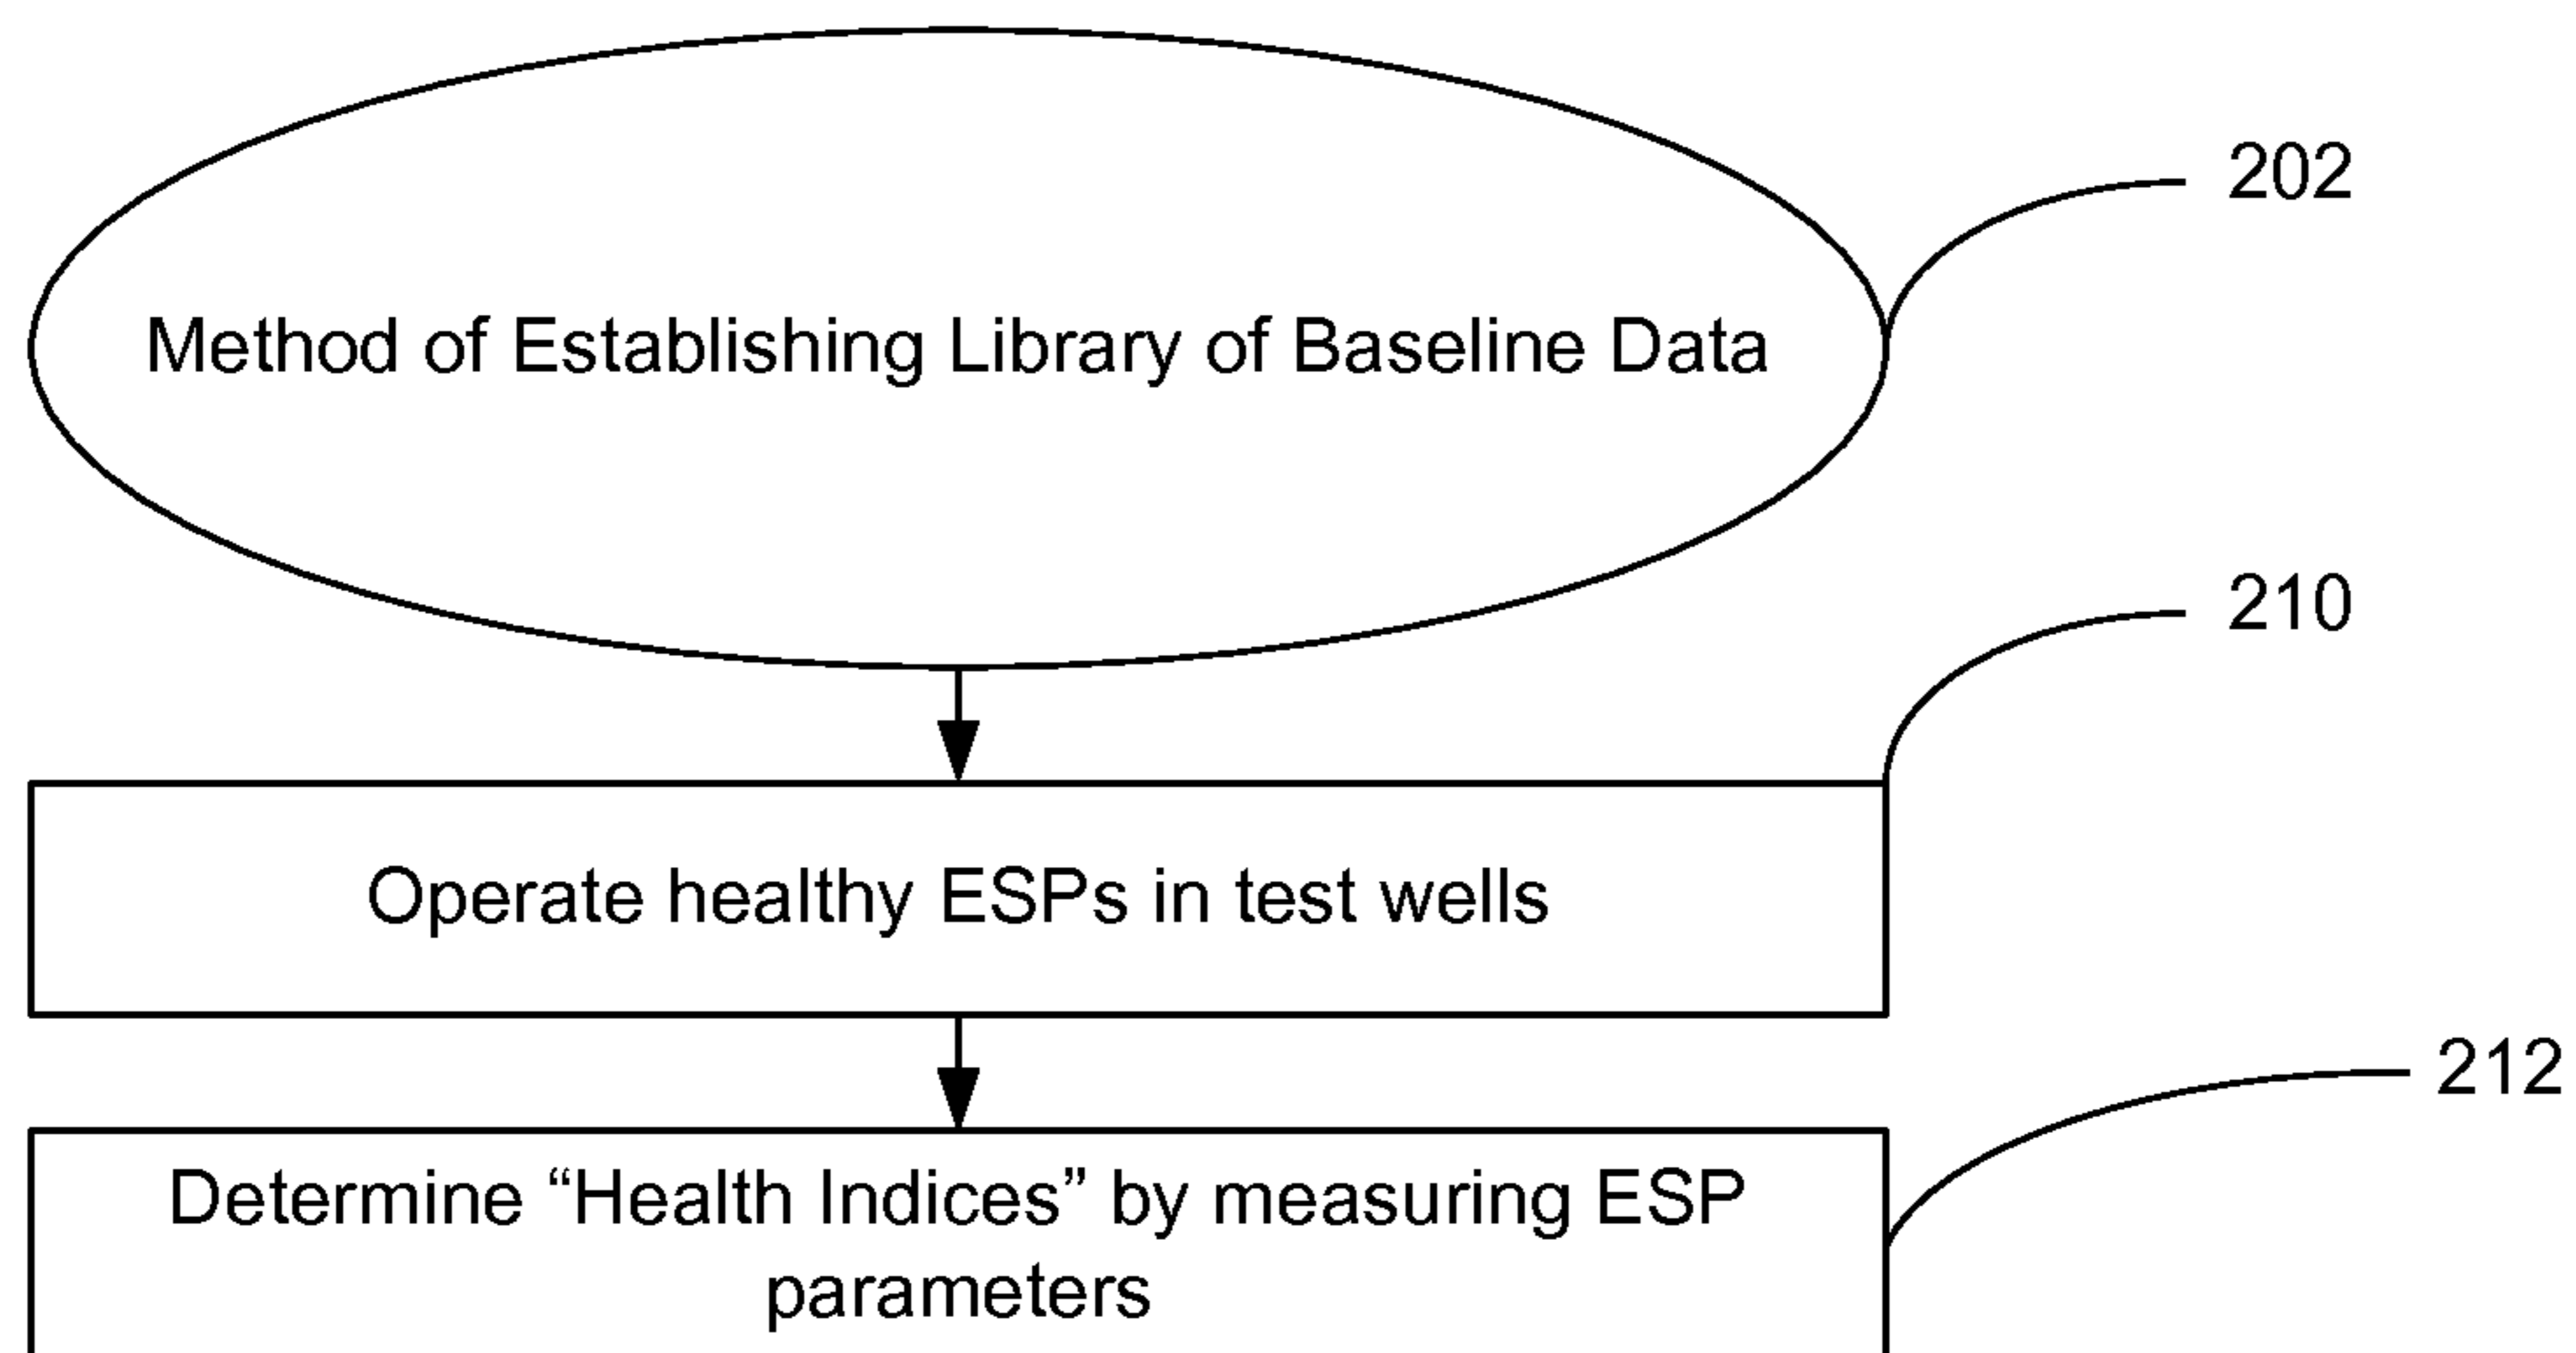 202
Method of Establishing Library of Baseline Data
210
Operate healthy ESPs in test wells
212
Determine “Health Indices” by measuring ESP
parameters